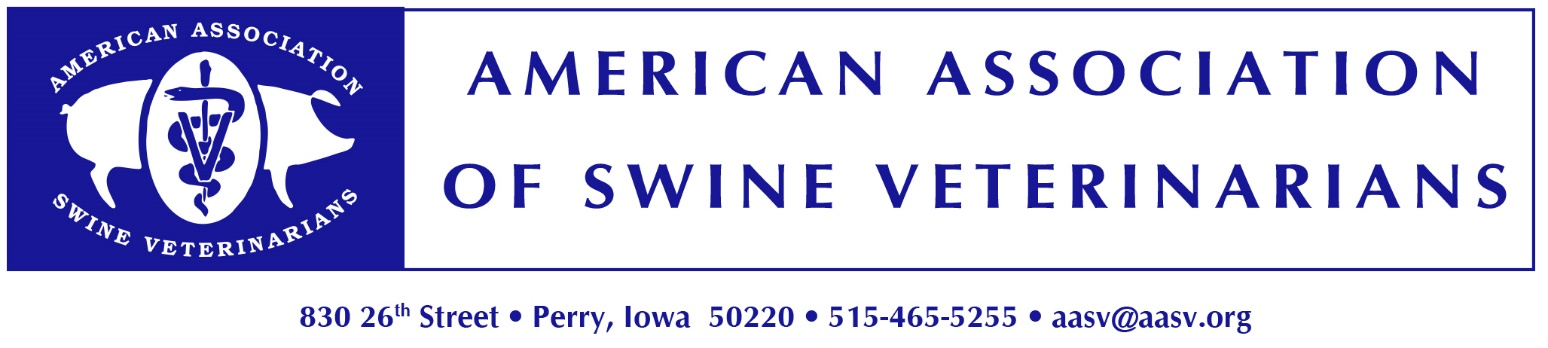 AMERICAN ASSOCIATION
SWINE VETERINARIANS
AMERICAN ASSOCIATION
OF SWINE VETERINARIANS
830 26th Street • Perry, Iowa  50220 • 515-465-5255 • aasv@aasv.org